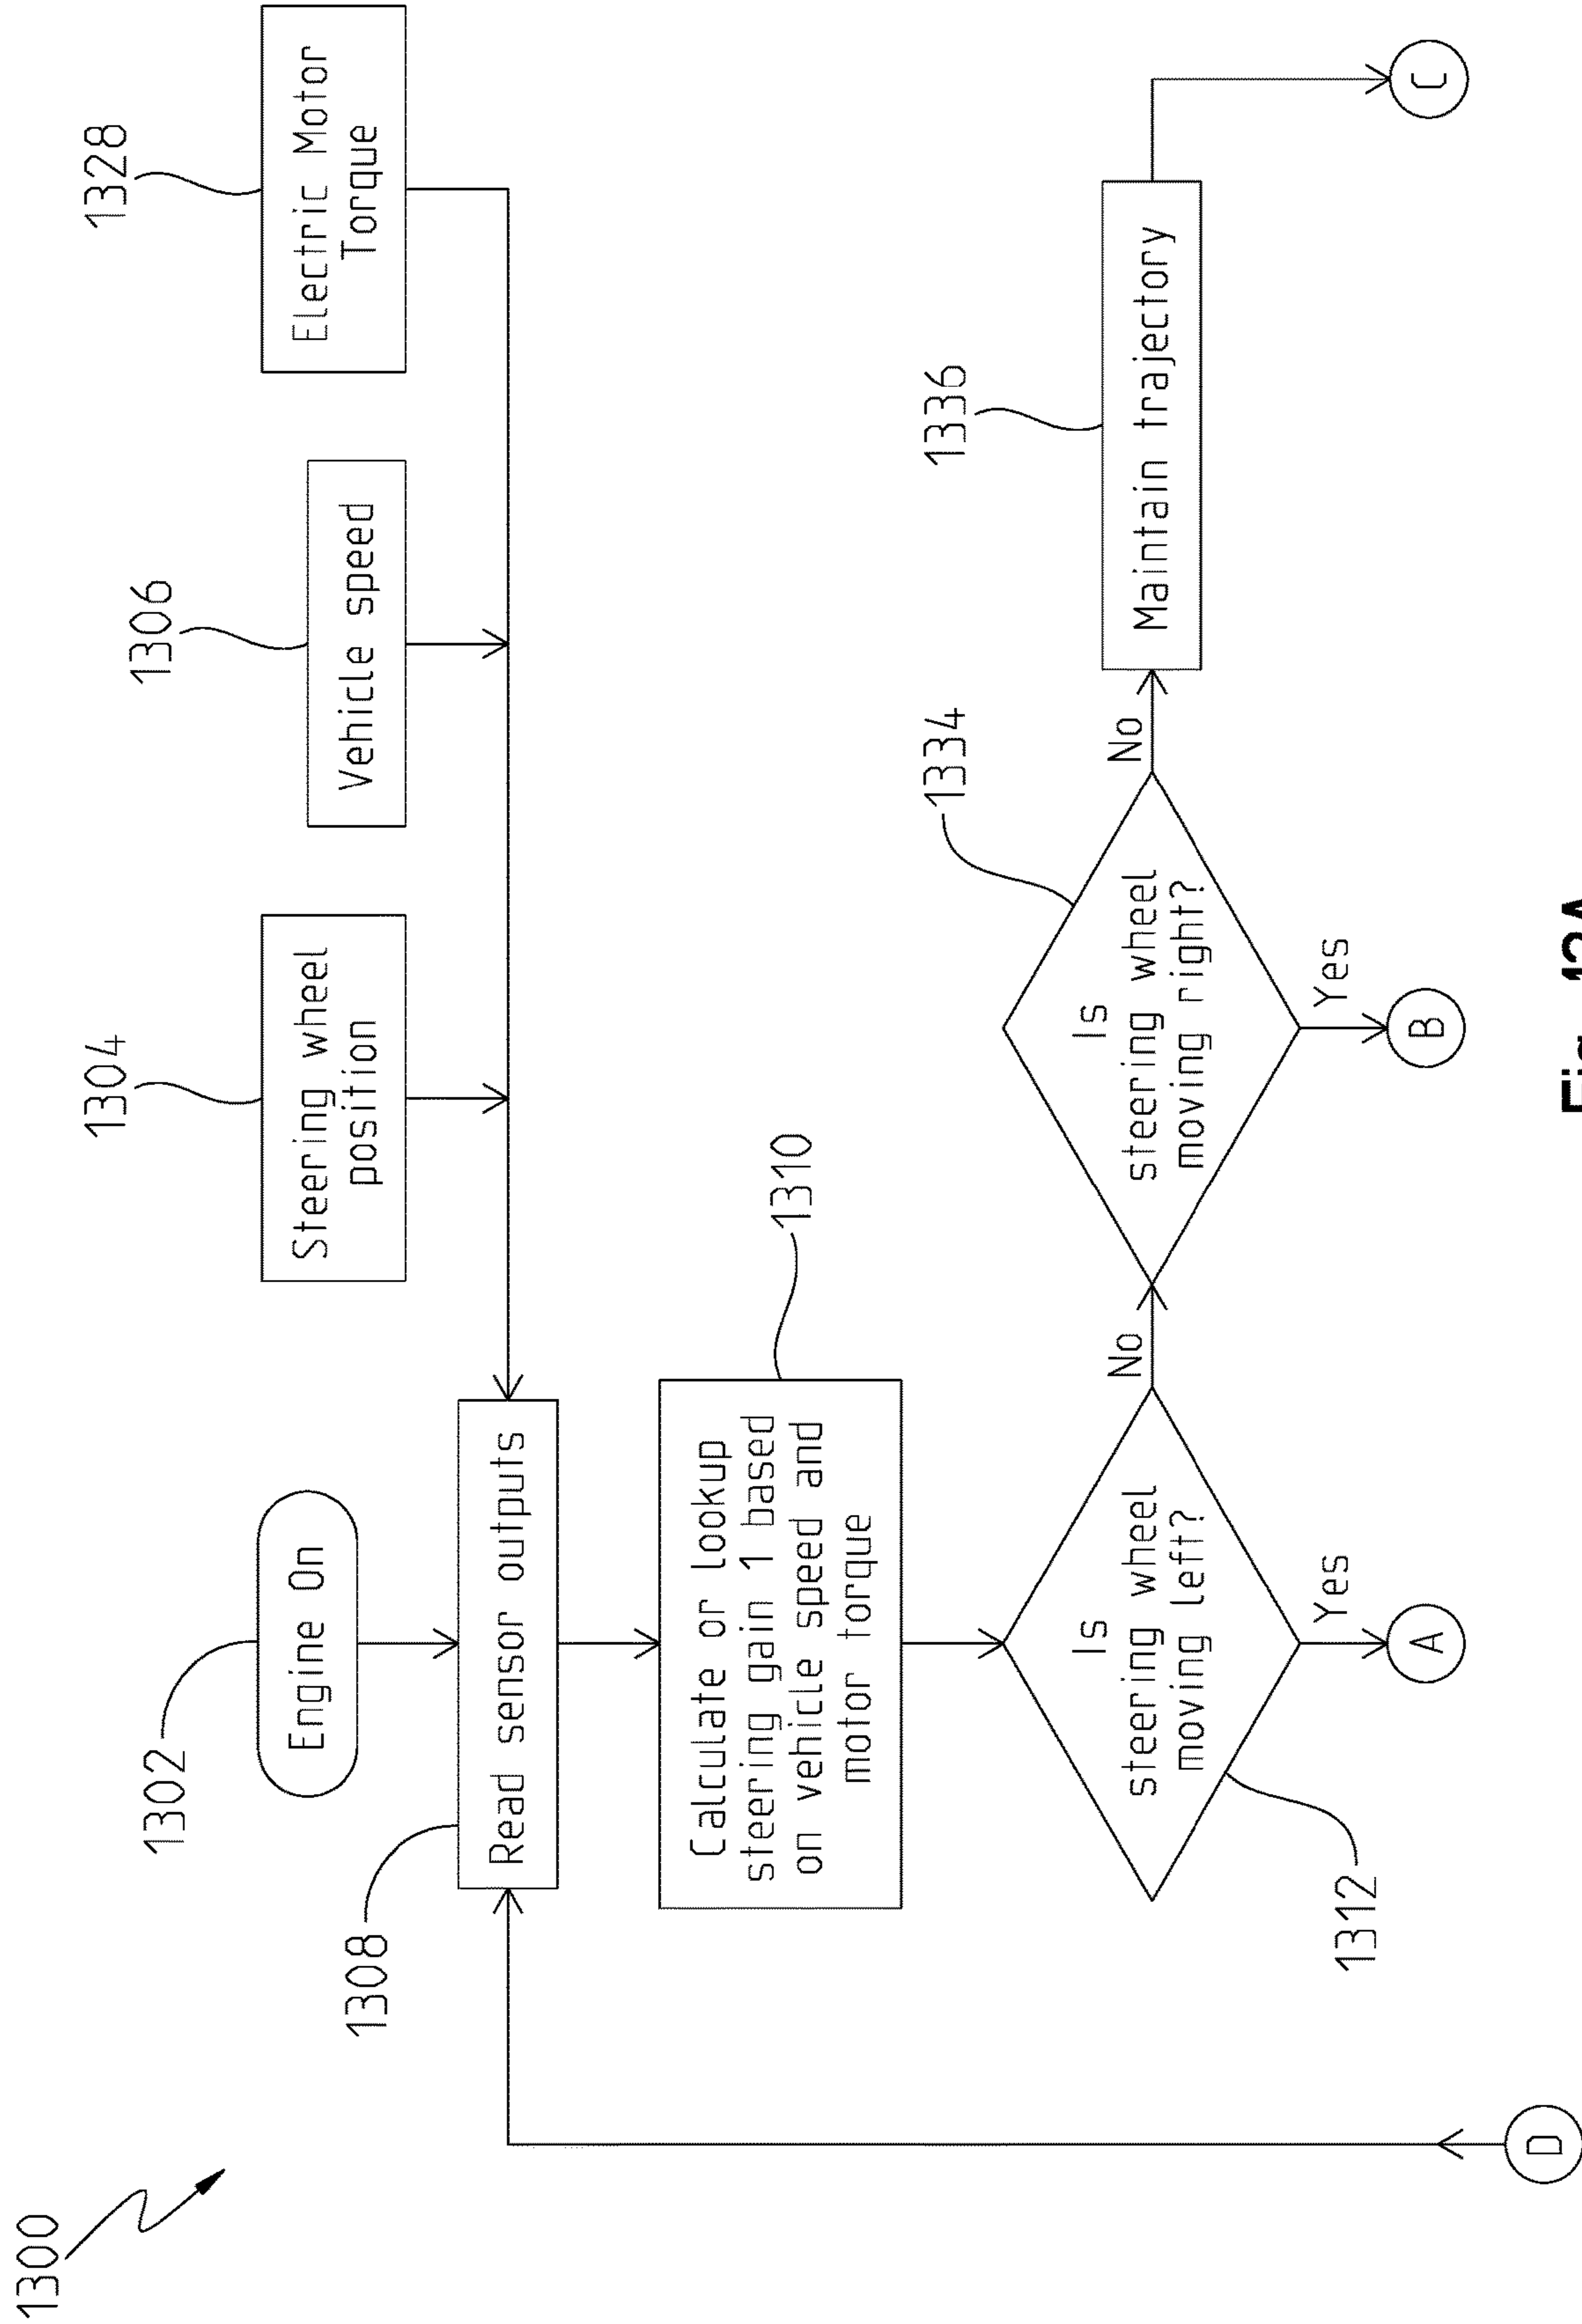 1300
1302
Engine On
1304
Steering wheel
position
1306
Vehicle speed
1328
Electric Motor
Torque
1308
Read sensor outputs
1310
Calculate or lookup
steering gain 1 based
on vehicle speed and
motor torque
Is
steering wheel
moving left?
1312
No
Yes
A
1334
Is
steering wheel
moving right?
No
Yes
B
1336
Maintain trajectory
C
D